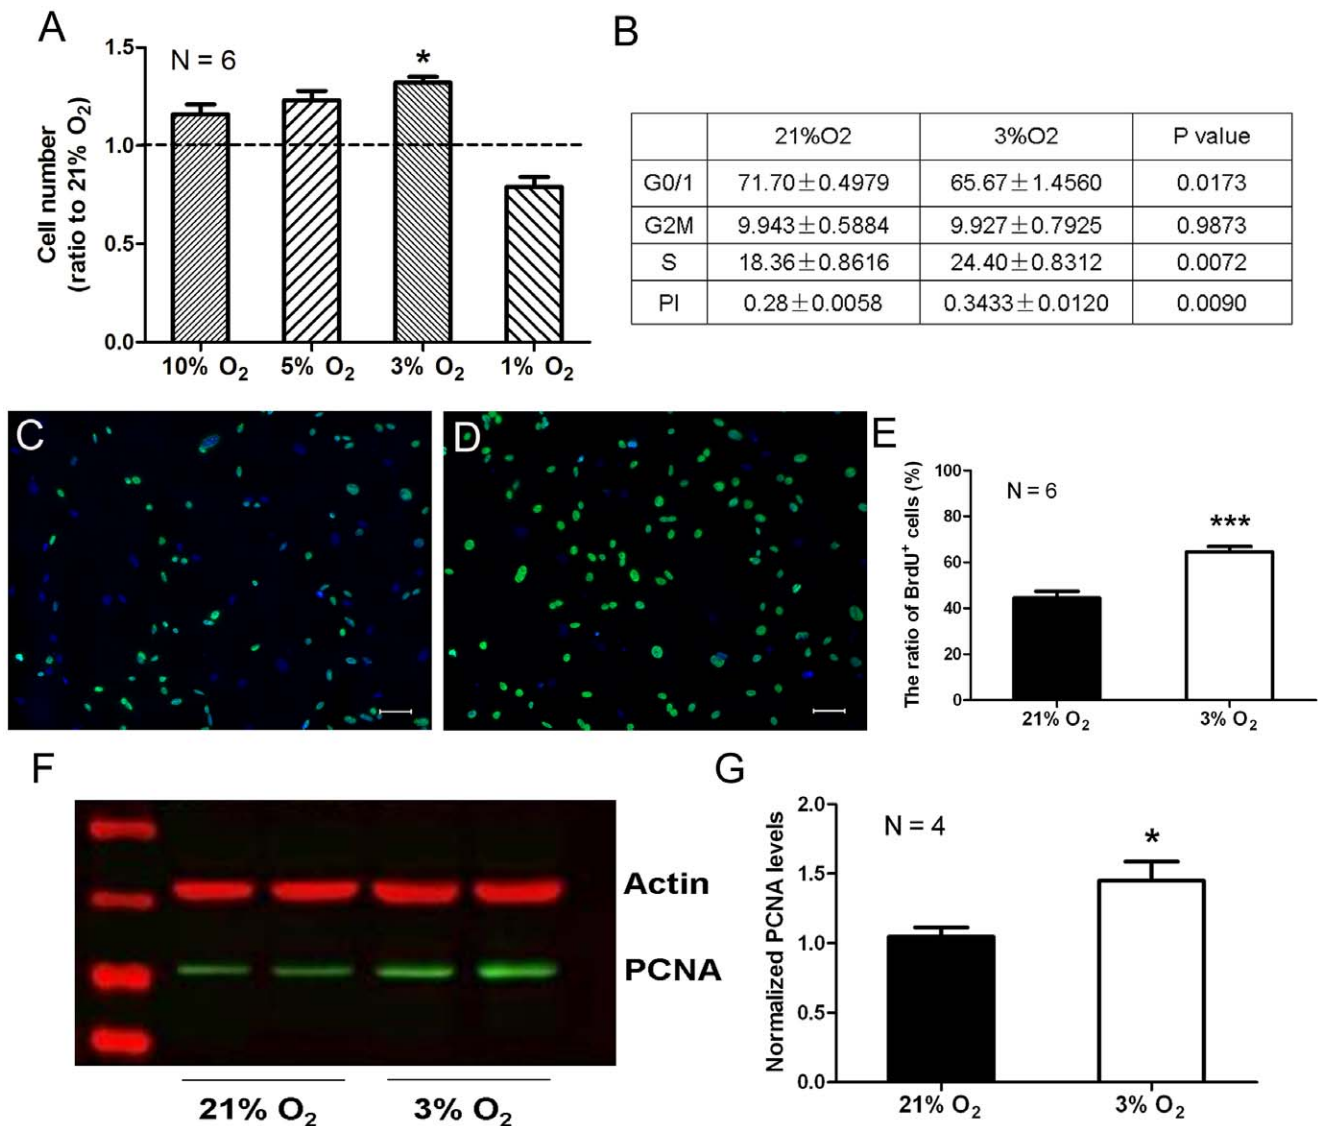 A
1.5
N = 6
*
1.0
0.5
0.0
Cell number
(ratio to 21% O₂)
10% O₂ 5% O₂ 3% O₂ 1% O₂
B
21%O2 3%O2 P value
G0/1 71.70±0.4979 65.67±1.4560 0.0173
G2M 9.943±0.5884 9.927±0.7925 0.9873
S 18.36±0.8616 24.40±0.8312 0.0072
PI 0.28±0.0058 0.3433±0.0120 0.0090
C
D
E
The ratio of BrdU⁺ cells (%)
100
80
60
40
20
0
N = 6
***
21% O₂ 3% O₂
F
Actin
PCNA
21% O₂ 3% O₂
G
Normalized PCNA levels
2.0
1.5
1.0
0.5
0.0
N = 4
*
21% O₂ 3% O₂